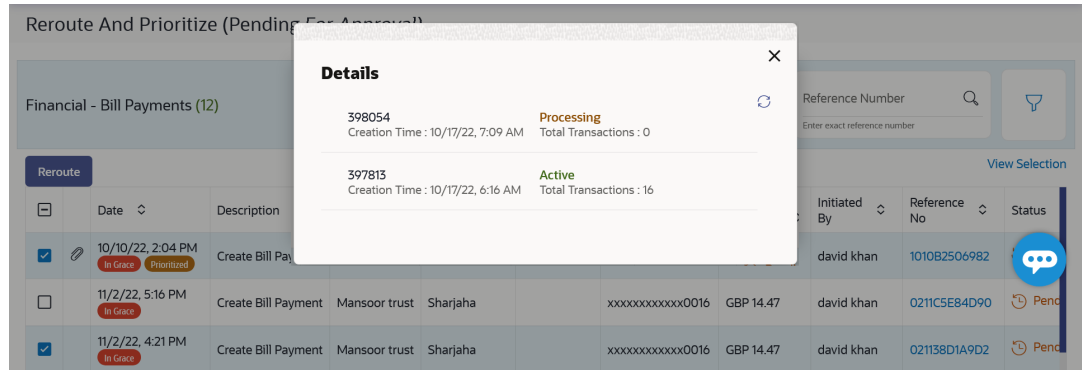 Reroute And Prioritize (Pending For Approval)
Details
398054
Processing
Creation Time : 10/17/22, 7:09 AM
Total Transactions : 0
397813
Active
Creation Time : 10/17/22, 6:16 AM
Total Transactions : 16
Financial - Bill Payments (12)
Reference Number
Enter exact reference number
Reroute
View Selection
Date
Description
Initiated By
Reference No
Status
10/10/22, 2:04 PM
In Grace
Prioritized
Create Bill Pay
david khan
1010B2506982
11/2/22, 5:16 PM
In Grace
Create Bill Payment
Mansoor trust
Sharjaha
xxxxxxxxxxxx0016
GBP 14.47
david khan
0211C5E84D90
Pend
11/2/22, 4:21 PM
In Grace
Create Bill Payment
Mansoor trust
Sharjaha
xxxxxxxxxxxx0016
GBP 14.47
david khan
021138D1A9D2
Pend